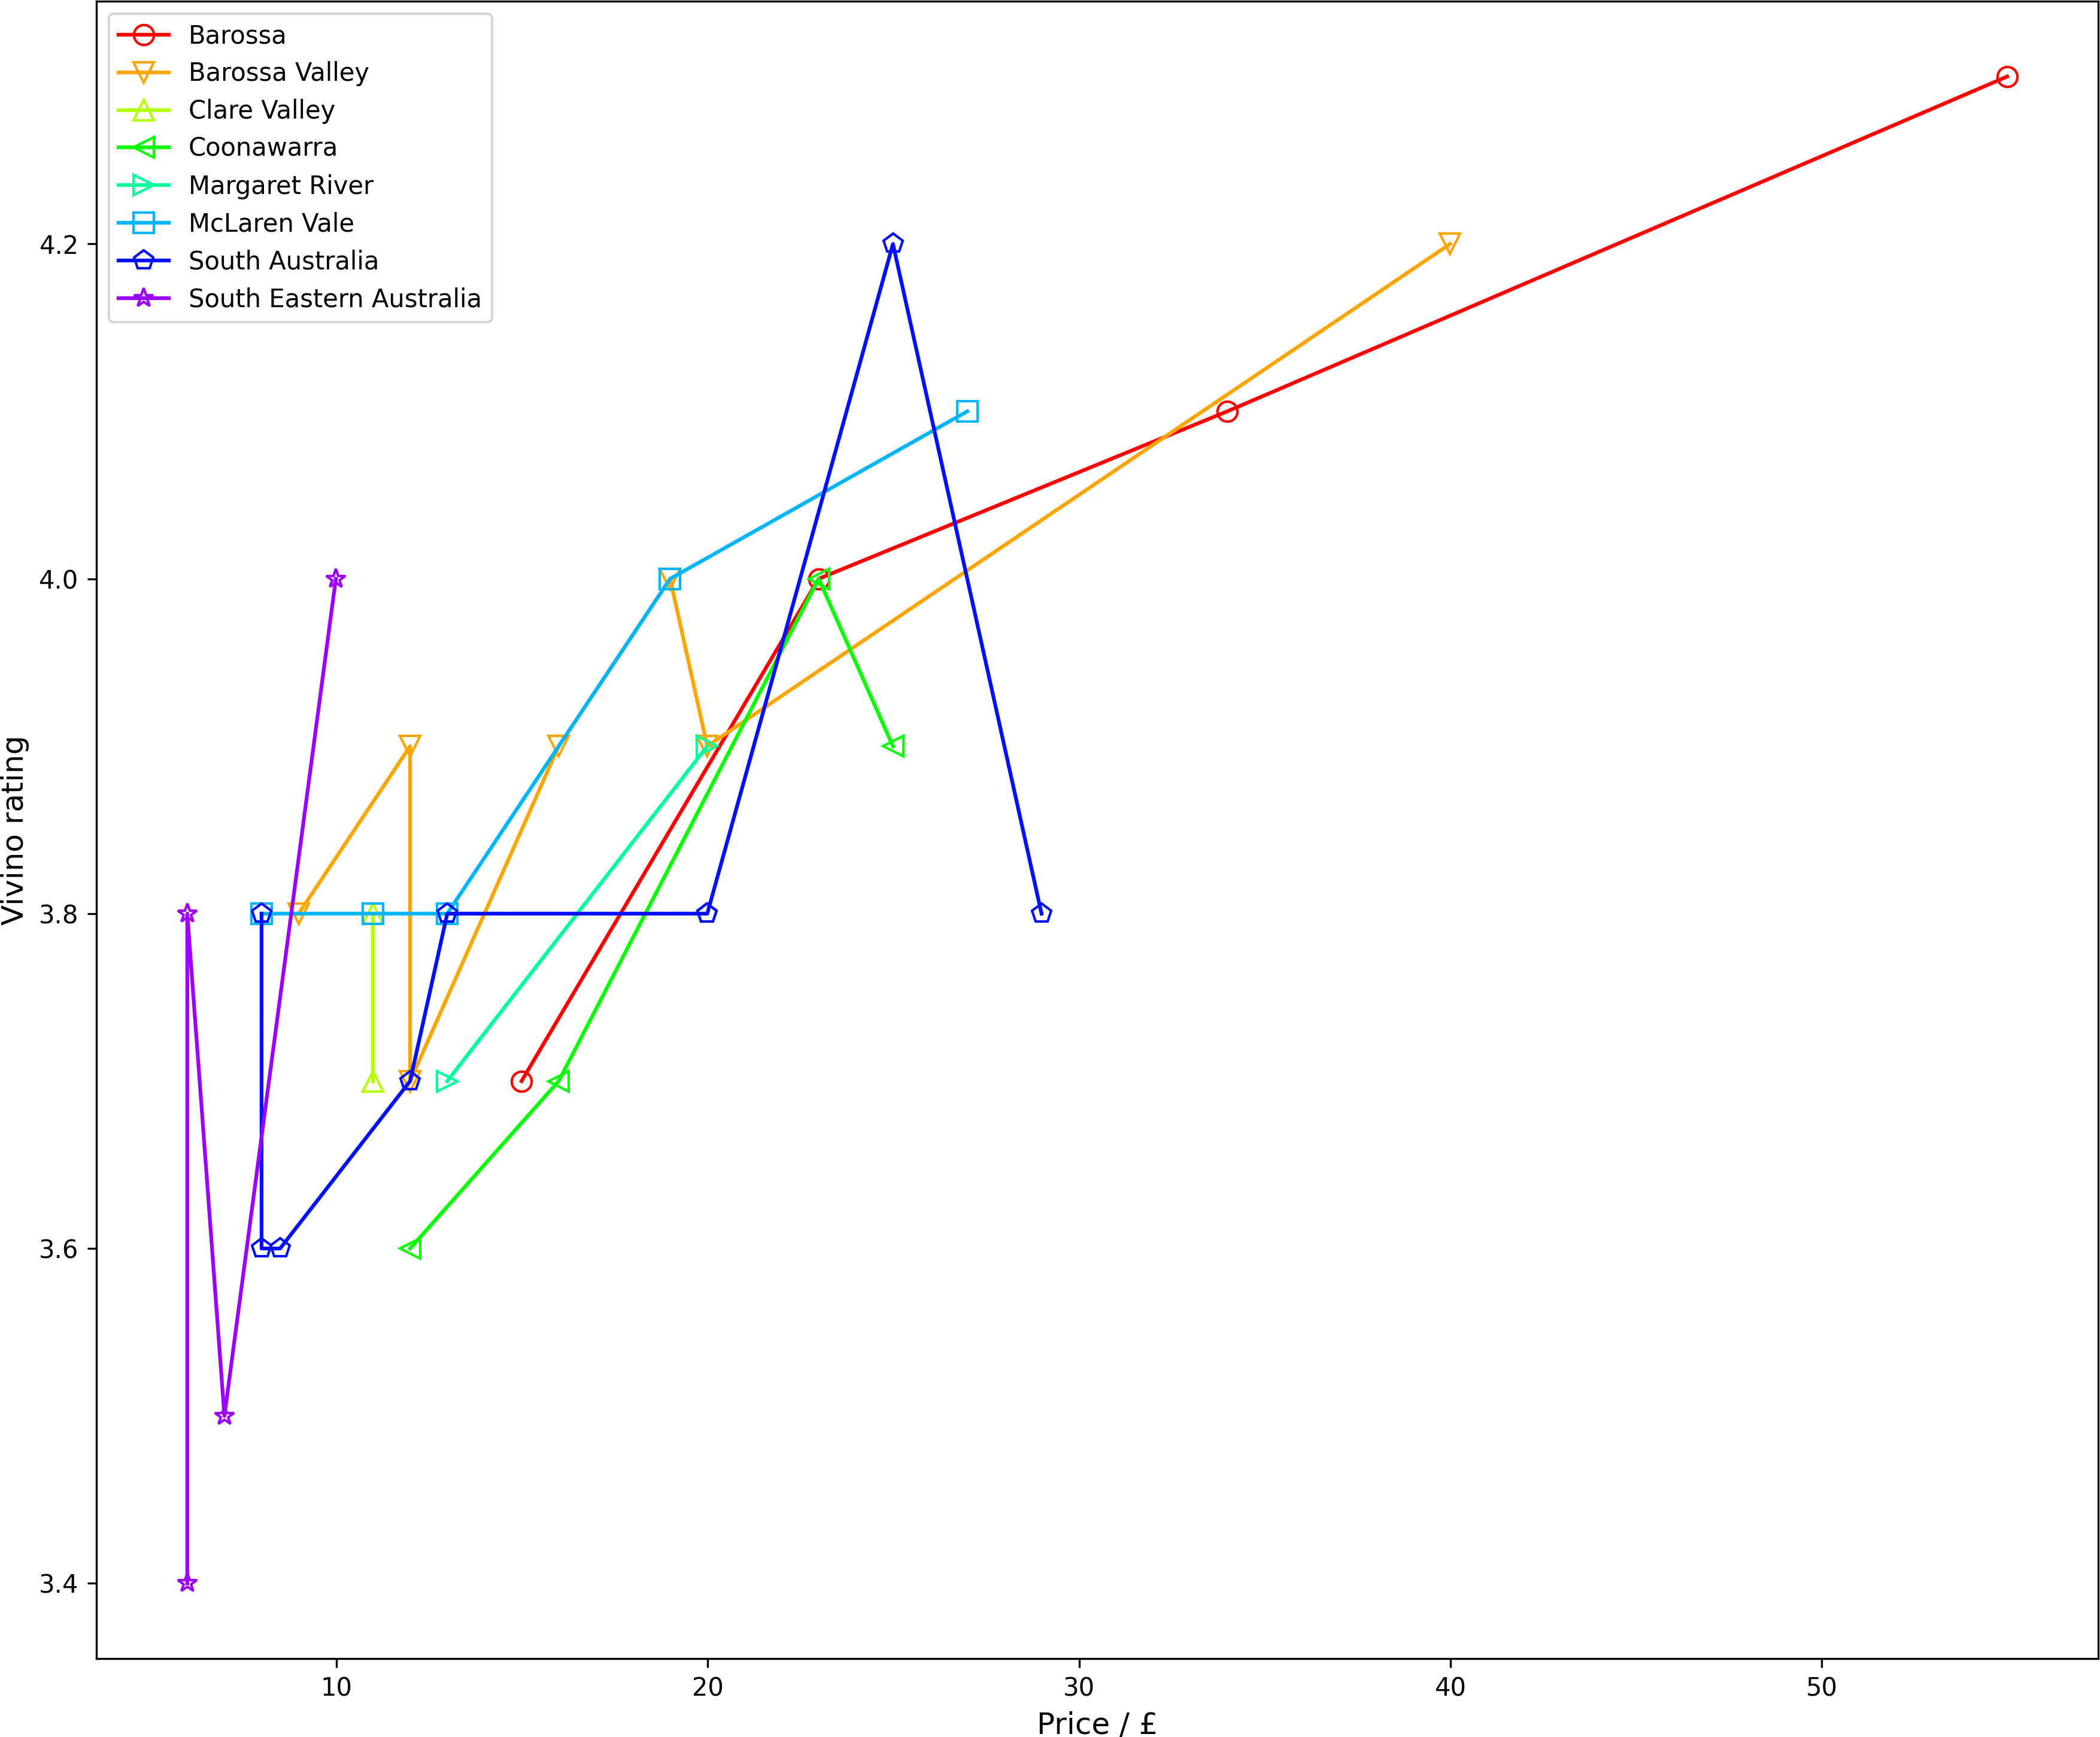 Barossa
Barossa Valley
Clare Valley
Coonawarra
Margaret River
McLaren Vale
South Australia
South Eastern Australia
4.2
4.0
3.8
3.6
3.4
Vivino rating
10 20 30 40 50
Price / £